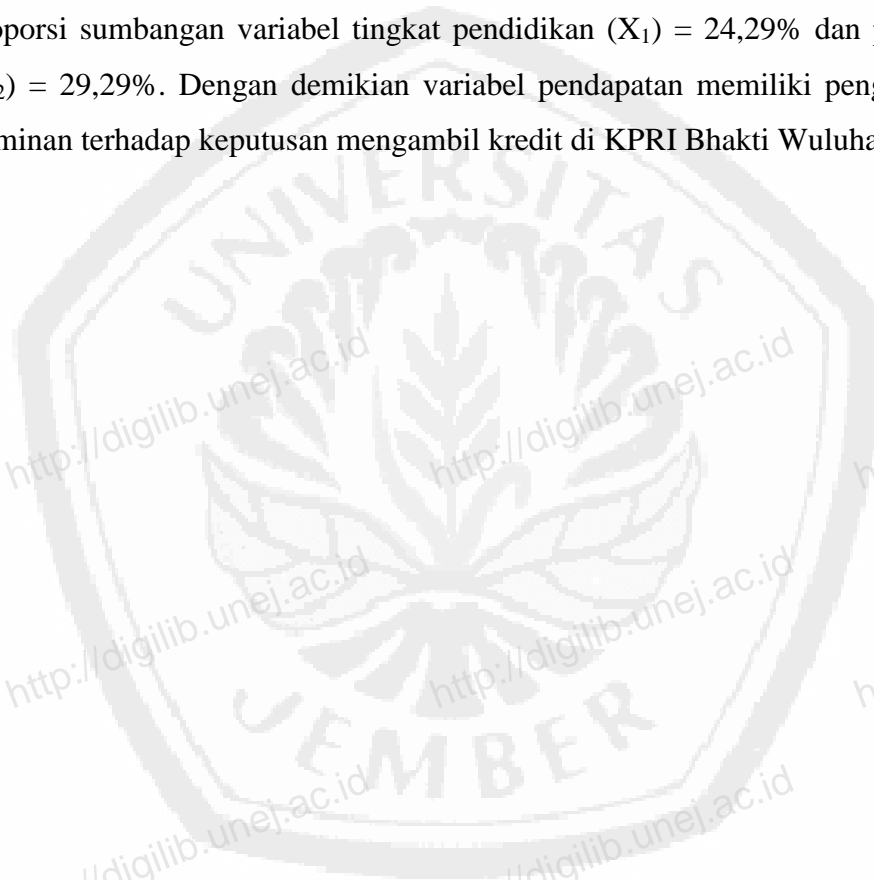 oporsi sumbangan variabel tingkat pendidikan (X₁) = 24,29% dan p
₂) = 29,29%. Dengan demikian variabel pendapatan memiliki peng
minan terhadap keputusan mengambil kredit di KPRI Bhakti Wuluha
UNIVERSITAS
http://digilib.unej.ac.id
http://digilib.unej.ac.id
h
http://digilib.unej.ac.id
http://digilib.unej.ac.id
h
JEMBER
//digilib.unej.ac.id
//digilib.unej.ac.id